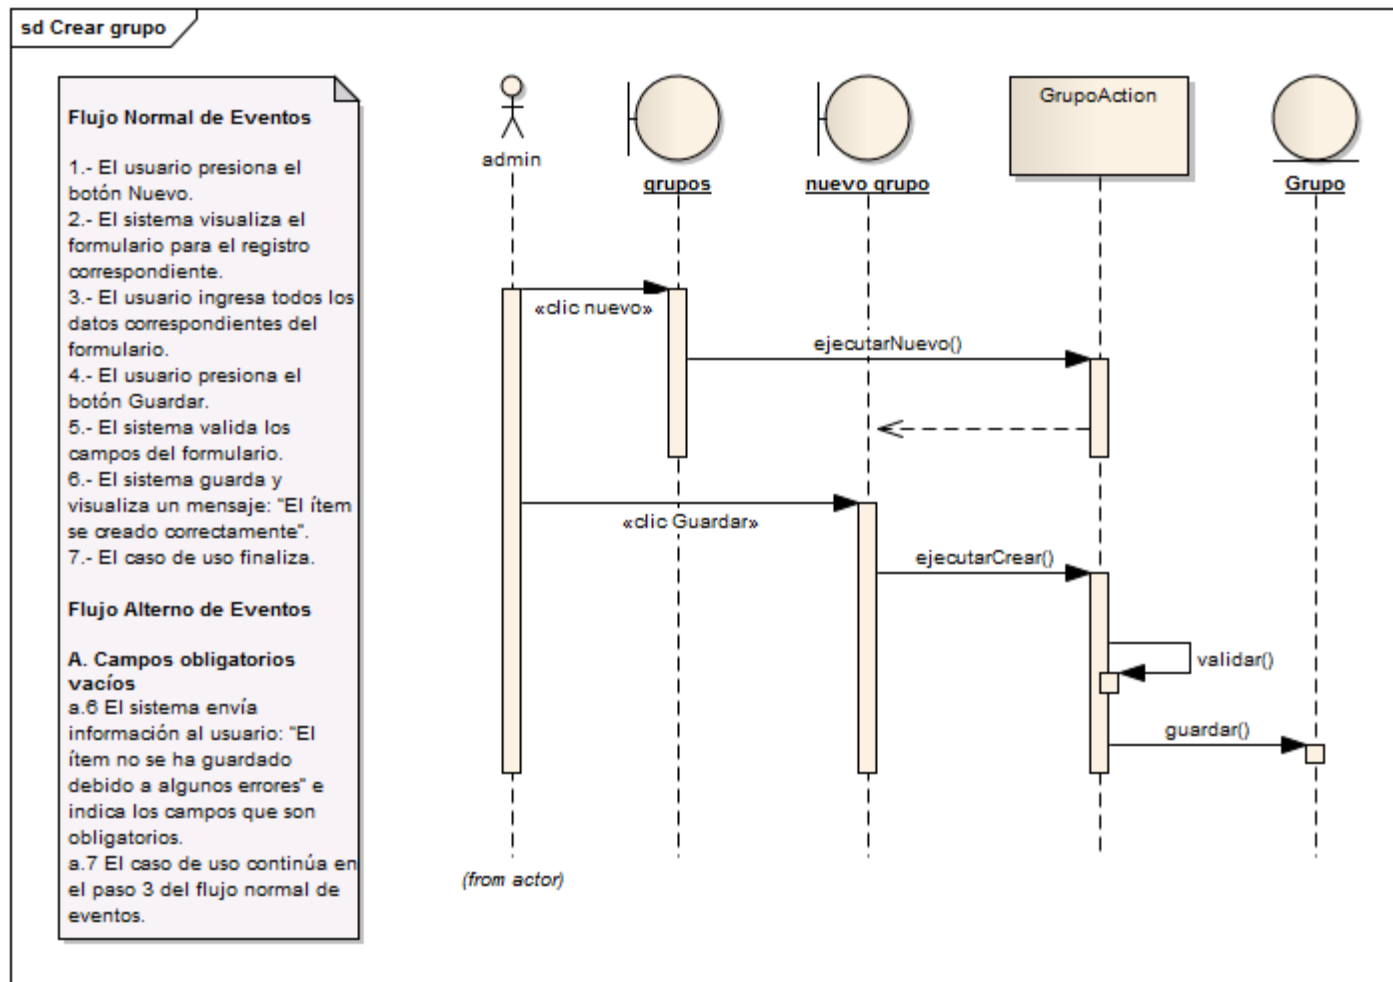 sd Crear grupo
Flujo Normal de Eventos
1.- El usuario presiona el
botón Nuevo.
2.- El sistema visualiza el
formulario para el registro
correspondiente.
3.- El usuario ingresa todos los
datos correspondientes del
formulario.
4.- El usuario presiona el
botón Guardar.
5.- El sistema valida los
campos del formulario.
6.- El sistema guarda y
visualiza un mensaje: "El ítem
se creado correctamente".
7.- El caso de uso finaliza.
Flujo Alterno de Eventos
A. Campos obligatorios
vacíos
a.6 El sistema envía
información al usuario: "El
ítem no se ha guardado
debido a algunos errores" e
indica los campos que son
obligatorios.
a.7 El caso de uso continúa en
el paso 3 del flujo normal de
eventos.
admin
grupos
nuevo grupo
GrupoAction
Grupo
«clic nuevo»
ejecutarNuevo()
«clic Guardar»
ejecutarCrear()
validar()
guardar()
(from actor)